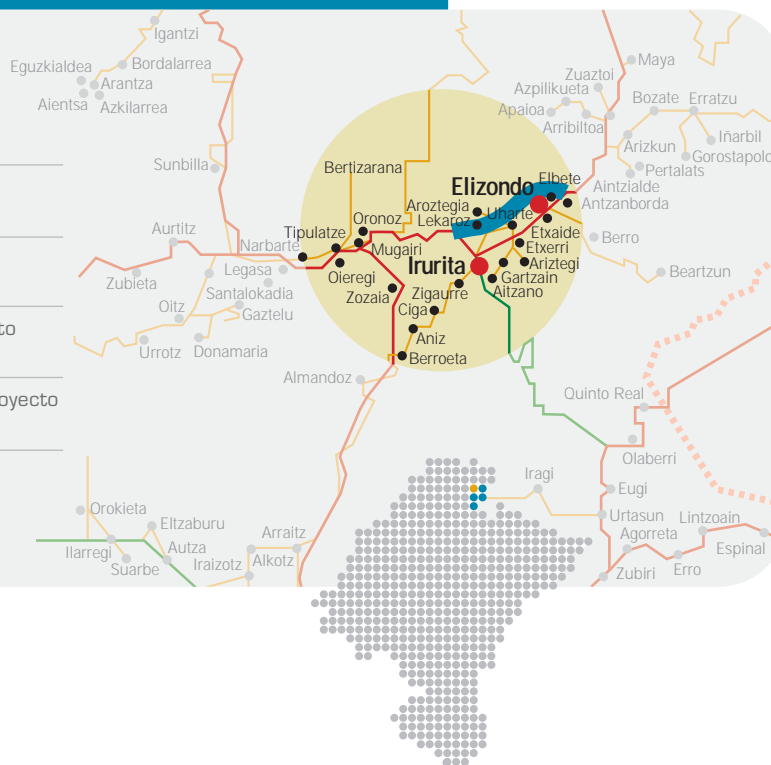 Igantzi
Eguzkialdea
Bordalarrea
Arantza
Aientsa
Azkilarrea
Maya
Zuaztoi
Azpilikueta
Apaioa
Arribiltoa
Bozate
Erratzu
Iñarbil
Arizkun
Gorostapolo
Pertalats
Aintzialde
Antzanborda
Sunbilla
Bertizarana
Elizondo
Elbete
Aroztegia
Lekaroz
Uharte
Oronoz
Tipulatze
Aurtitz
Narbarte
Mugairi
Irurita
Etxaide
Etxerri
Ariztegi
Berro
Beartzun
Legasa
Oieregi
Gartzain
Zubieta
Santalokadia
Zozaia
Zigaurre
Aitzano
Oitz
Gaztelu
Ciga
to
Aniz
Urrotz
Donamaria
Berroeta
Almandoz
oyecto
Quinto Real
Olaberri
Iragi
Eugi
Orokieta
Eltzaburu
Arraitz
Urtasun
Lintzoain
Agorreta
Ilarregi
Autza
Alkotz
Espinal
Suarbe
Iraizotz
Zubiri
Erro